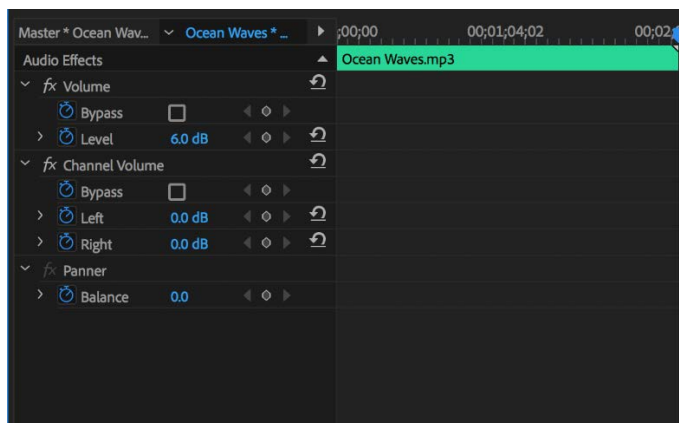 Master * Ocean Wav... Ocean Waves * ... ;00;00 00;01;04;02 00;02;
Audio Effects Ocean Waves.mp3
fx Volume
Bypass
Level 6.0 dB
fx Channel Volume
Bypass
Left 0.0 dB
Right 0.0 dB
fx Panner
Balance 0.0